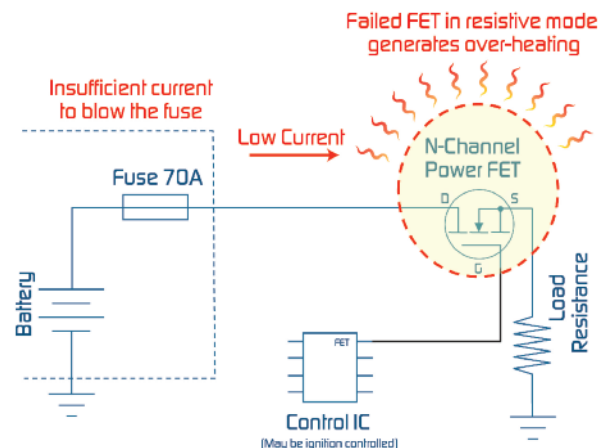 Failed FET in resistive mode
generates over-heating
Insufficient current
to blow the fuse
Low Current
N-Channel
Power FET
Fuse 70A
D
S
G
Battery
Load
Resistance
FET
Control IC
(May be ignition controlled)